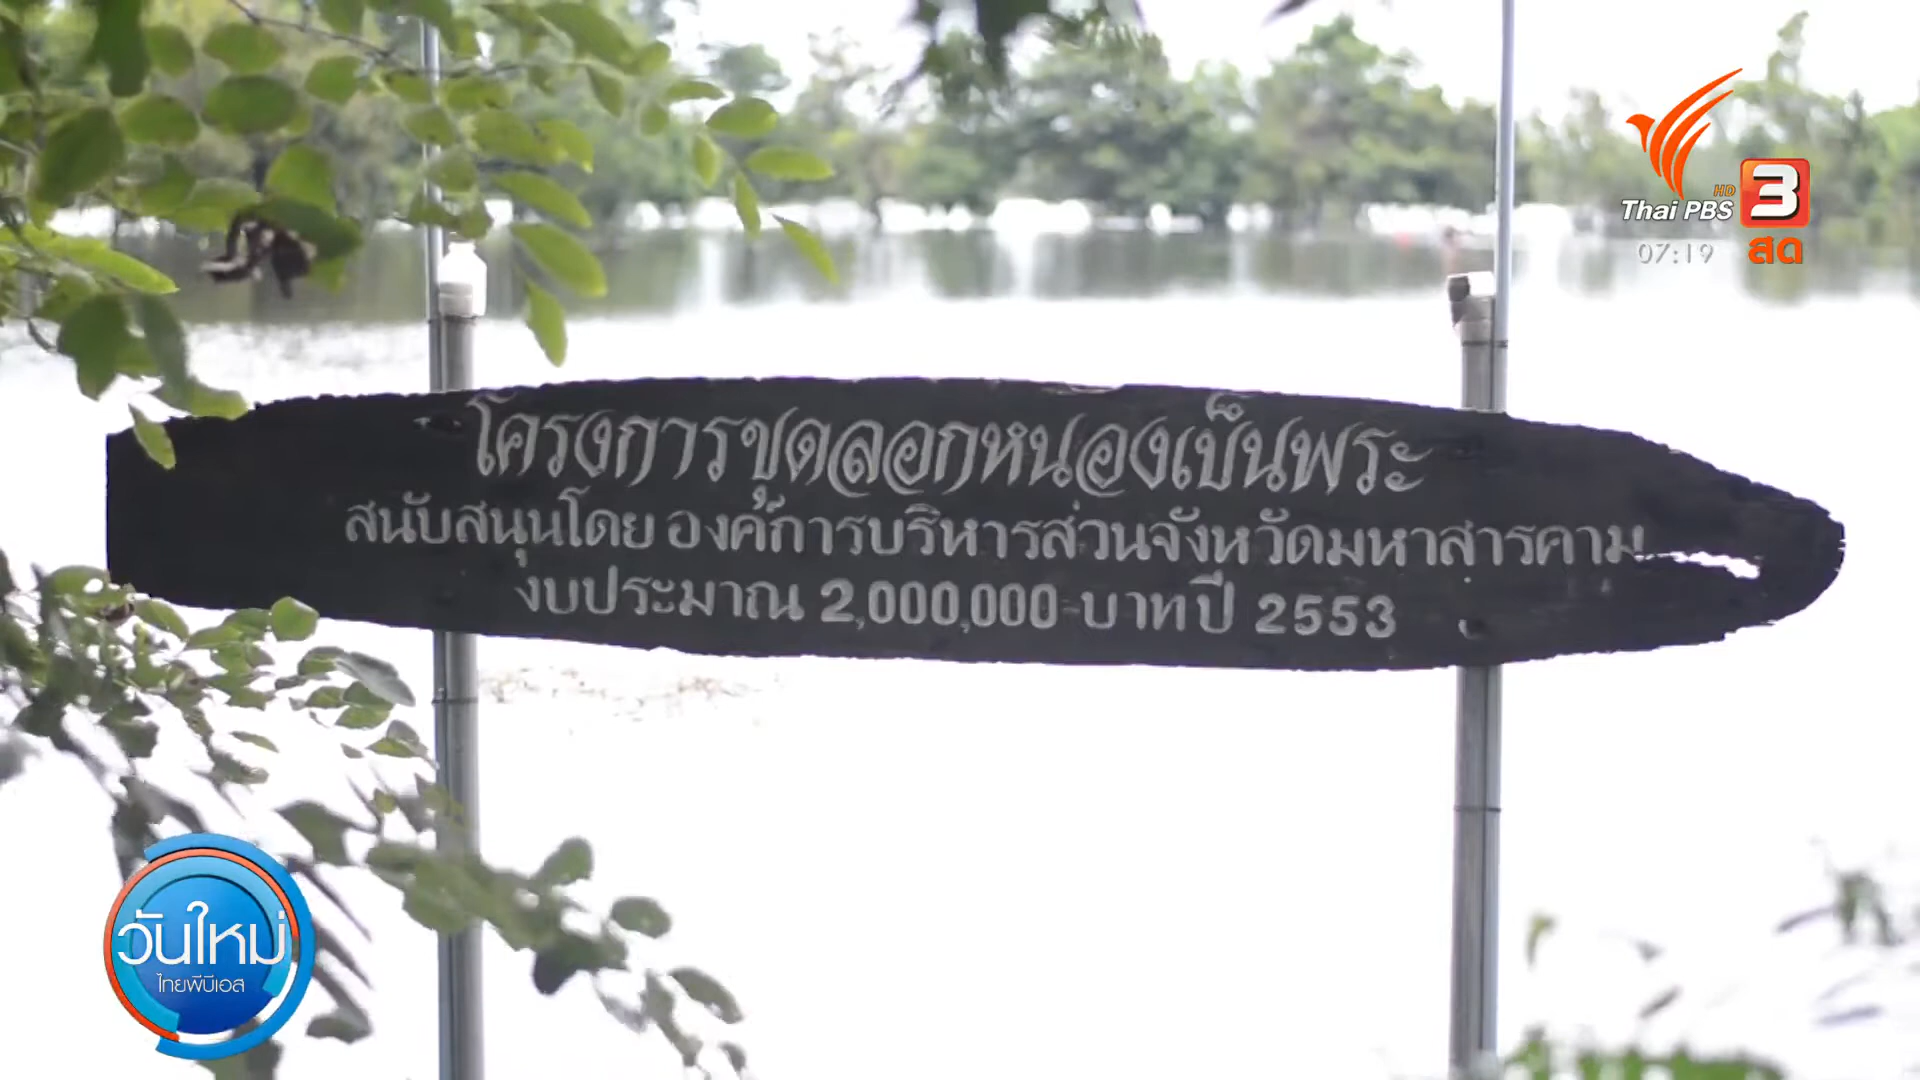 Thai PBS HD 3
07:19 สด
โครงการขุดลอกหนองเบ็นพระ
สนับสนุนโดย องค์การบริหารส่วนจังหวัดมหาสารคาม
งบประมาณ 2,000,000 บาท ปี 2553
วันใหม่
ไทยพีบีเอส